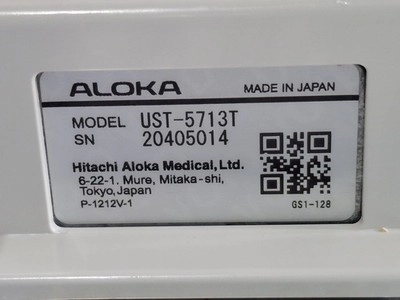 ALOKA MADE IN JAPAN
MODEL UST-5713T
SN 20405014
Hitachi Aloka Medical,Ltd.
6-22-1. Mure, Mitaka-shi,
Tokyo,Japan
P-1212V-1 GS1-128